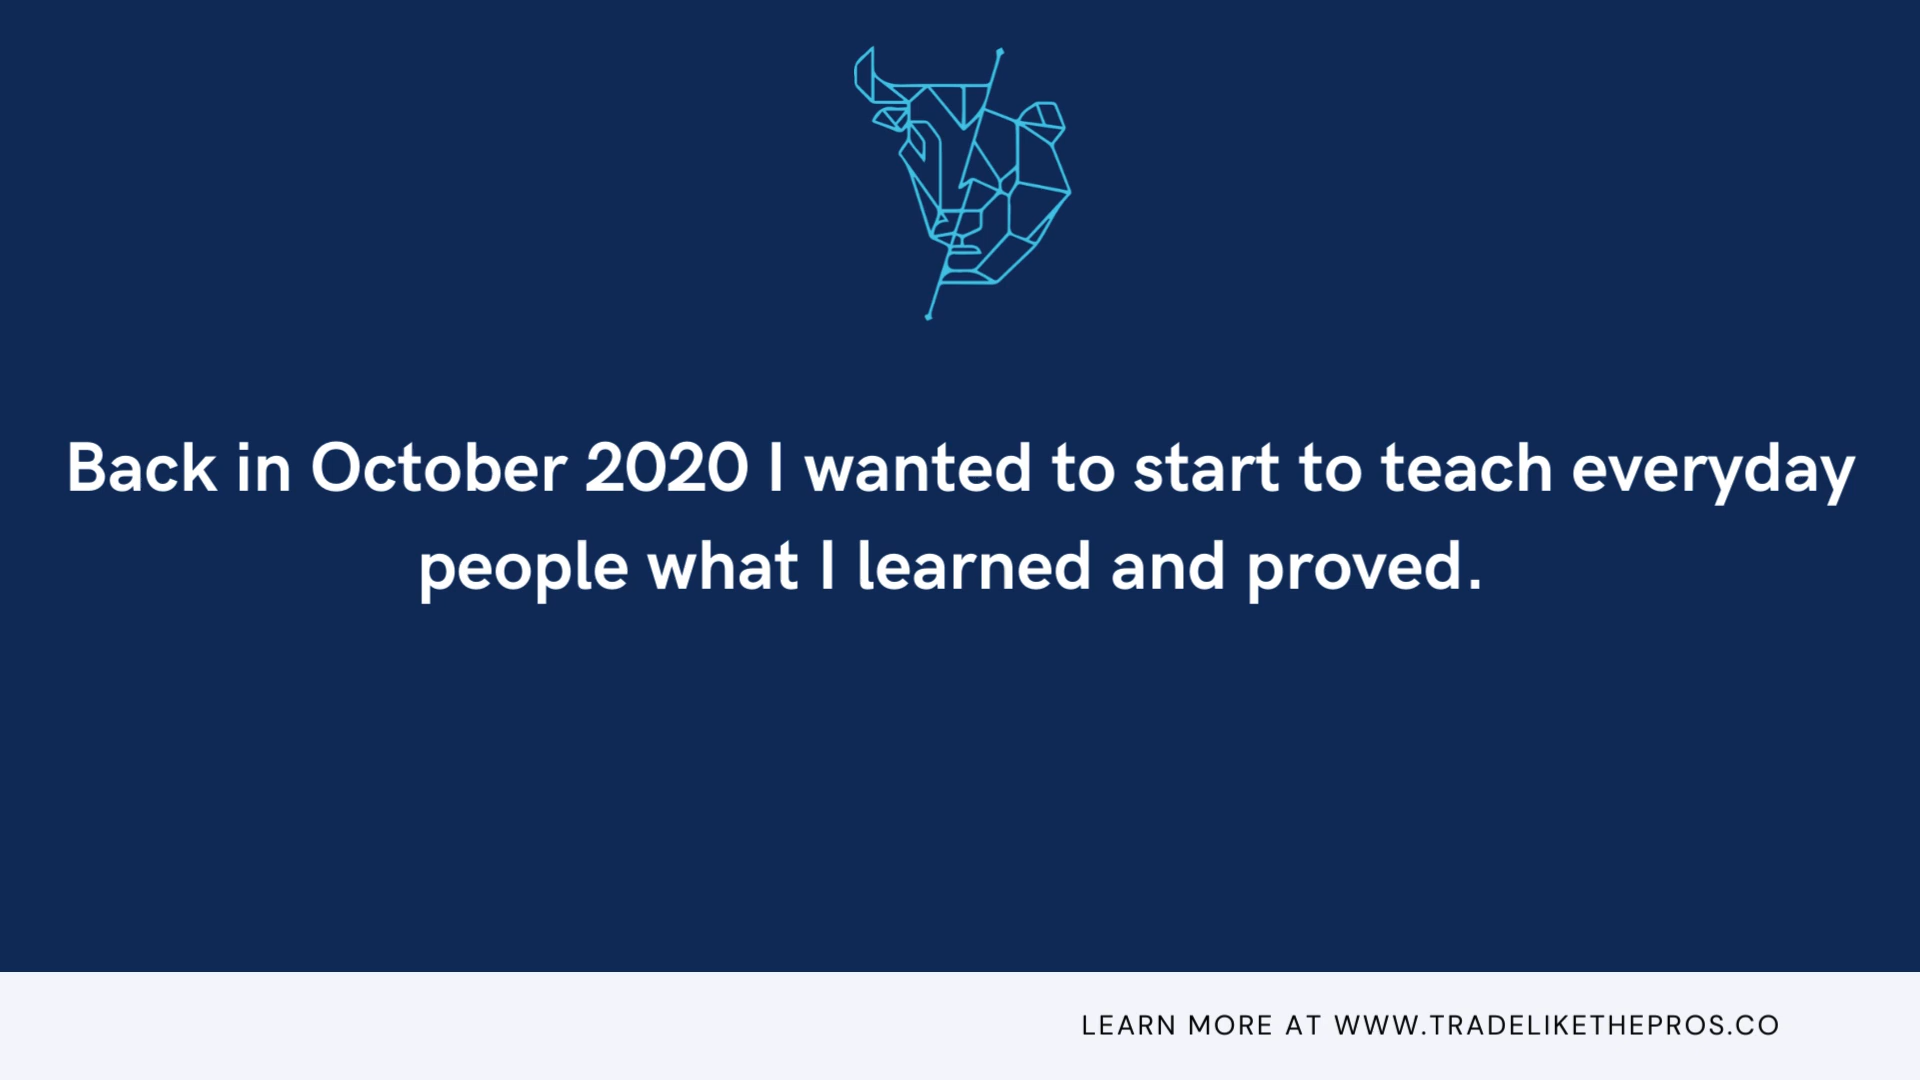 Back in October 2020 I wanted to start to teach everyday
people what I learned and proved.
LEARN MORE AT WWW.TRADELIKETHEPROS.CO